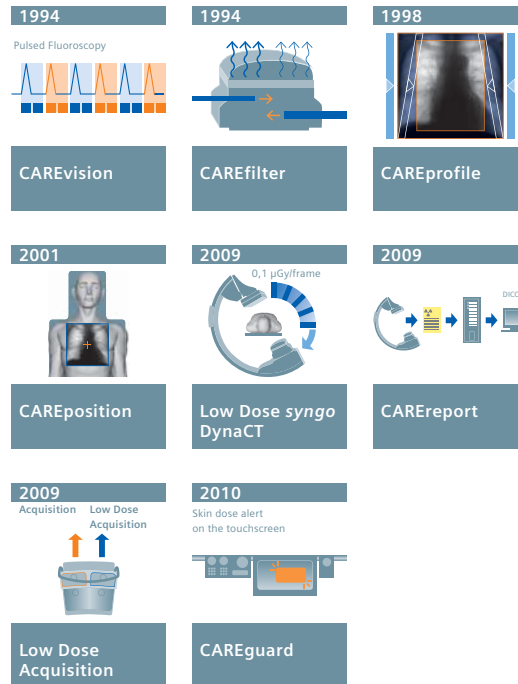 1994
Pulsed Fluoroscopy
CAREvision
1994
CAREfilter
1998
CAREprofile
2001
CAREposition
2009
0,1 µGy/frame
Low Dose syngo
DynaCT
2009
CAREreport
2009
Acquisition
Low Dose
Acquisition
Low Dose
Acquisition
2010
Skin dose alert
on the touchscreen
CAREguard